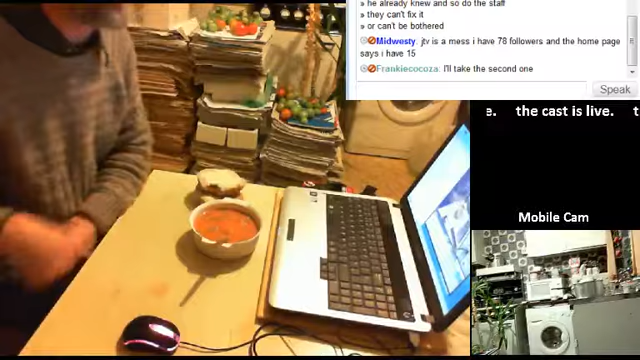 » he already knew and so do the staff
» they can't fix it
» or can't be bothered
Midwesty: jtv is a mess i have 78 followers and the home page
says i have 15
Frankiecocoza: I'll take the second one
Speak
e. the cast is live. t
Mobile Cam